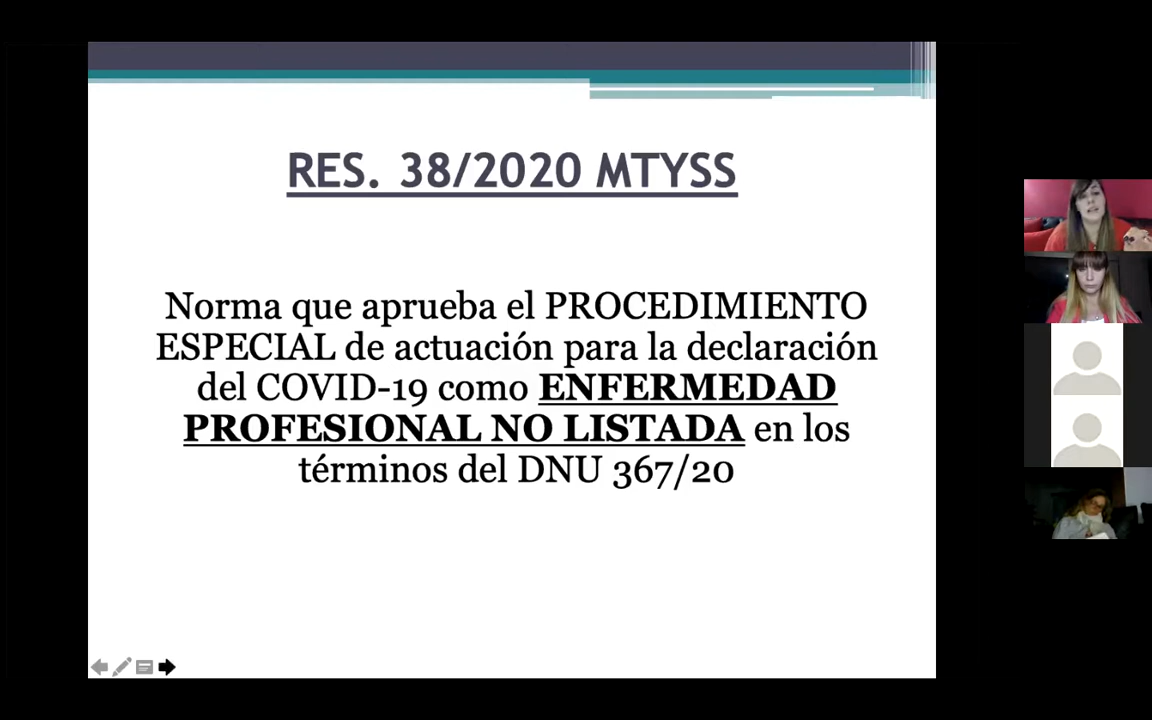 RES. 38/2020 MTYSS
Norma que aprueba el PROCEDIMIENTO
ESPECIAL de actuación para la declaración
del COVID-19 como ENFERMEDAD
PROFESIONAL NO LISTADA en los
términos del DNU 367/20